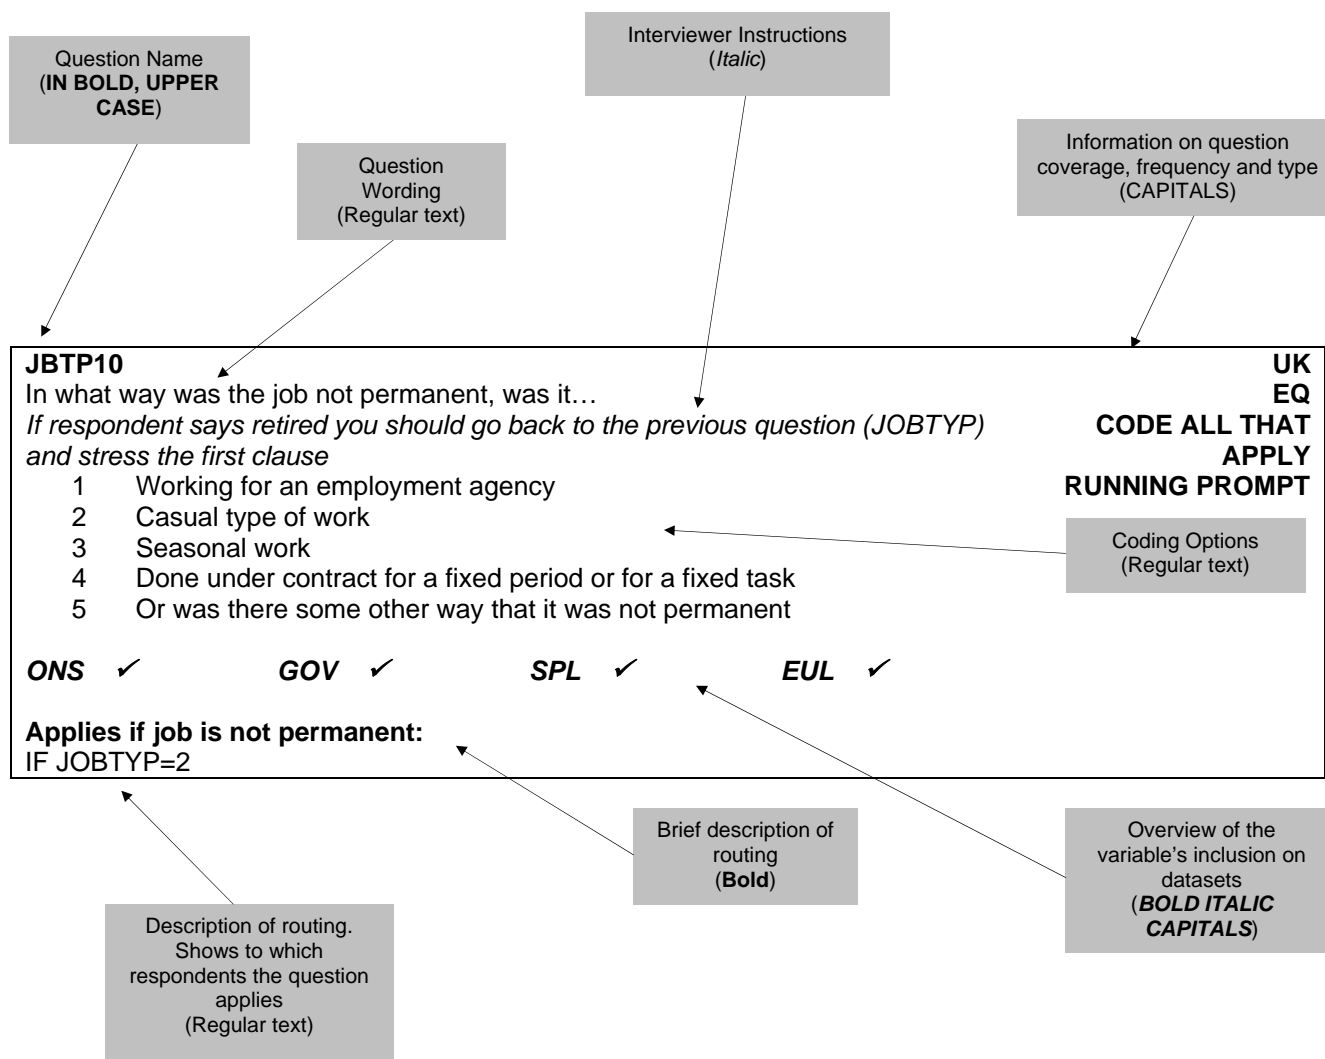 Interviewer Instructions
(Italic)
Question Name
(IN BOLD, UPPER
CASE)
Information on question
coverage, frequency and type
(CAPITALS)
Question
Wording
(Regular text)
JBTP10
UK
In what way was the job not permanent, was it…
EQ
If respondent says retired you should go back to the previous question (JOBTYP)
CODE ALL THAT
and stress the first clause
APPLY
1 Working for an employment agency
RUNNING PROMPT
2 Casual type of work
3 Seasonal work
4 Done under contract for a fixed period or for a fixed task
5 Or was there some other way that it was not permanent
Coding Options
(Regular text)
ONS ✓ GOV ✓ SPL ✓ EUL ✓
Applies if job is not permanent:
IF JOBTYP=2
Brief description of
routing
(Bold)
Overview of the
variable’s inclusion on
datasets
(BOLD ITALIC
CAPITALS)
Description of routing.
Shows to which
respondents the question
applies
(Regular text)